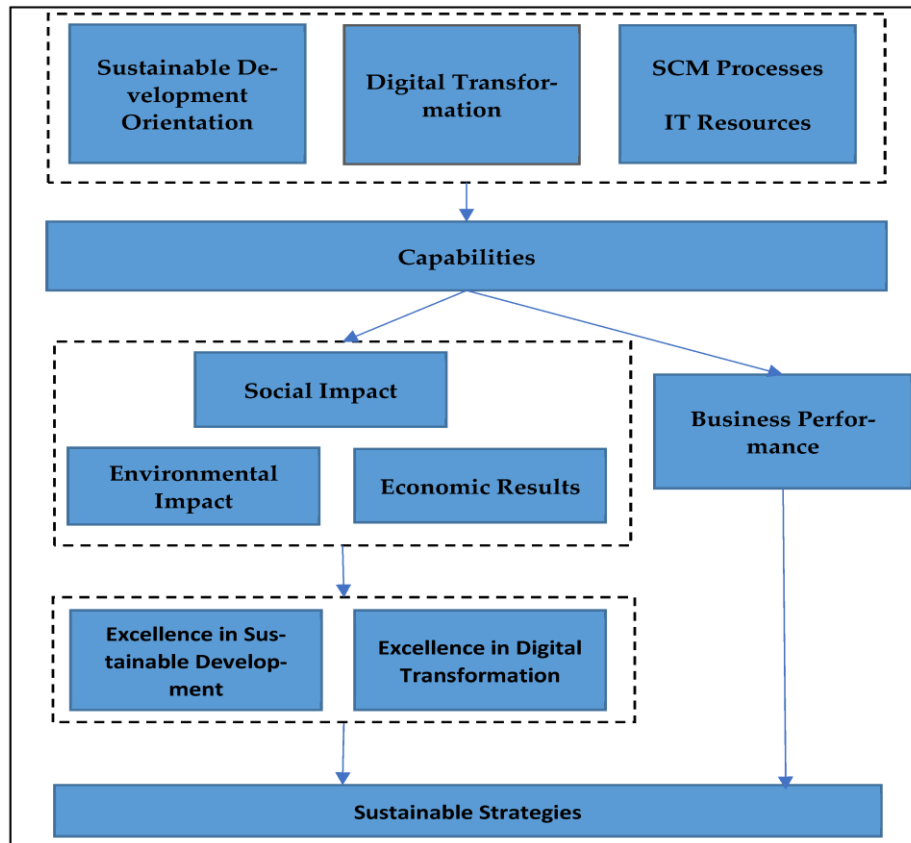 Sustainable De-
velopment
Orientation
Digital Transfor-
mation
SCM Processes
IT Resources
Capabilities
Social Impact
Environmental
Impact
Economic Results
Business Perfor-
mance
Excellence in Sus-
tainable Develop-
ment
Excellence in Digital
Transformation
Sustainable Strategies